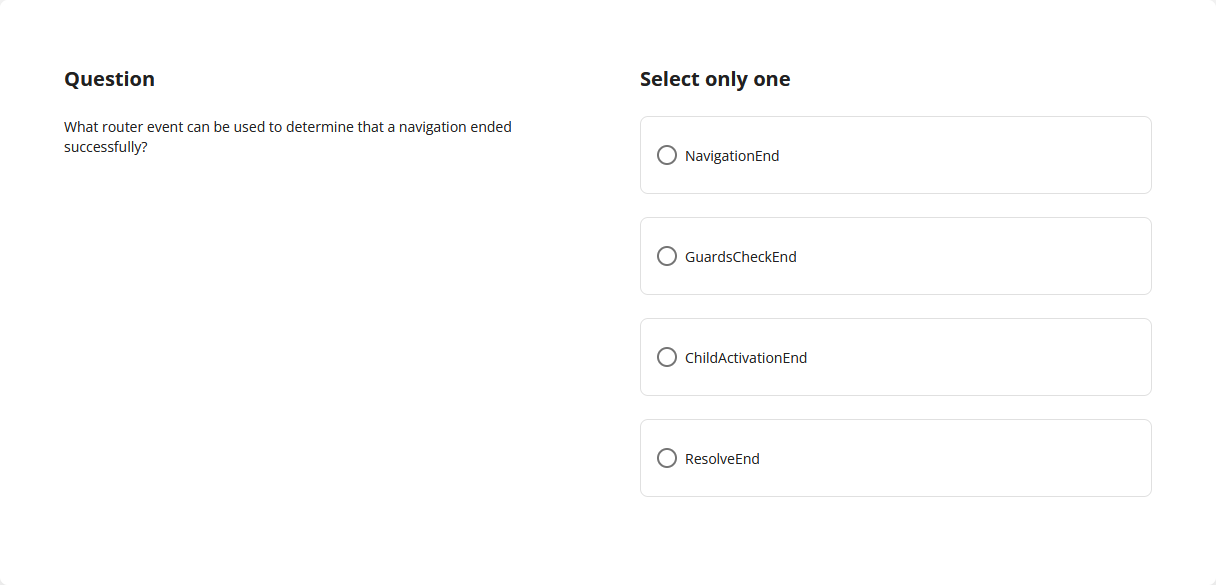 Question
What router event can be used to determine that a navigation ended
successfully?
Select only one
NavigationEnd
GuardsCheckEnd
ChildActivationEnd
ResolveEnd